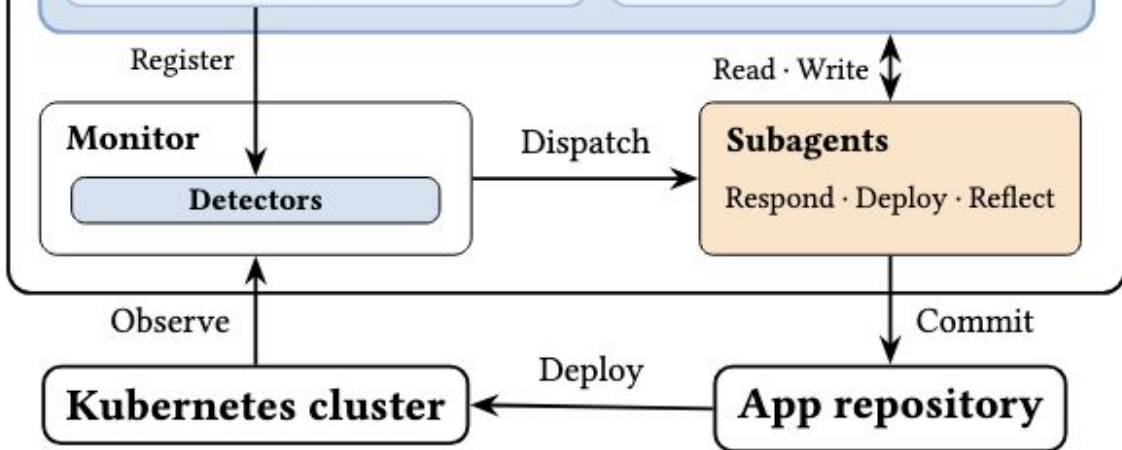 Register
Read · Write
Monitor
Dispatch
Subagents
Detectors
Respond · Deploy · Reflect
Observe
Commit
Deploy
Kubernetes cluster
App repository